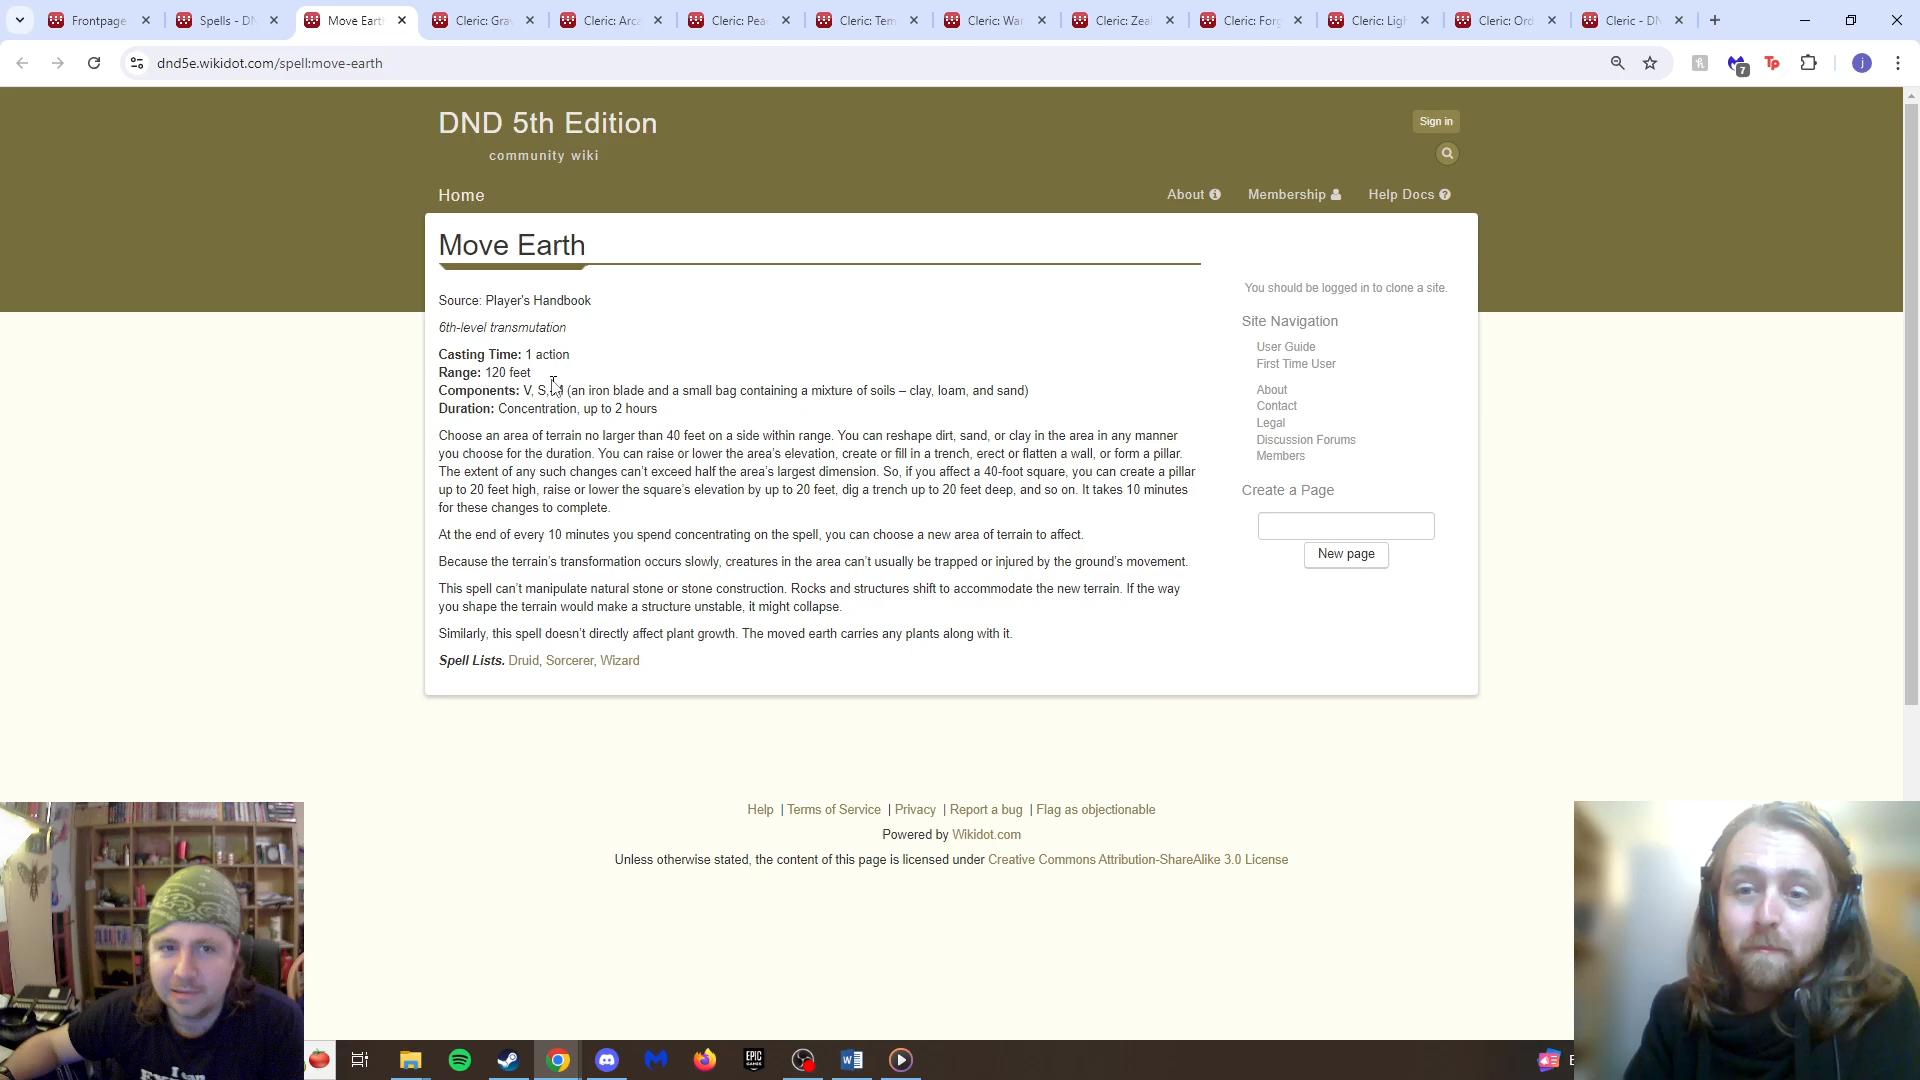 Frontpage
Spells - DN
Move Earth
Cleric: Gra
Cleric: Arca
Cleric: Pea
Cleric: Tem
Cleric: War
Cleric: Zea
Cleric: Forg
Cleric: Ligh
Cleric: Ord
Cleric - DN
dnd5e.wikidot.com/spell:move-earth
7
Tp
j
DND 5th Edition
community wiki
Sign in
Home
About
Membership
Help Docs
Move Earth
Source: Player's Handbook
6th-level transmutation
Casting Time: 1 action
Range: 120 feet
Components: V, S, M (an iron blade and a small bag containing a mixture of soils – clay, loam, and sand)
Duration: Concentration, up to 2 hours
Choose an area of terrain no larger than 40 feet on a side within range. You can reshape dirt, sand, or clay in the area in any manner
you choose for the duration. You can raise or lower the area's elevation, create or fill in a trench, erect or flatten a wall, or form a pillar.
The extent of any such changes can't exceed half the area's largest dimension. So, if you affect a 40-foot square, you can create a pillar
up to 20 feet high, raise or lower the square's elevation by up to 20 feet, dig a trench up to 20 feet deep, and so on. It takes 10 minutes
for these changes to complete.
At the end of every 10 minutes you spend concentrating on the spell, you can choose a new area of terrain to affect.
Because the terrain's transformation occurs slowly, creatures in the area can't usually be trapped or injured by the ground's movement.
This spell can't manipulate natural stone or stone construction. Rocks and structures shift to accommodate the new terrain. If the way
you shape the terrain would make a structure unstable, it might collapse.
Similarly, this spell doesn't directly affect plant growth. The moved earth carries any plants along with it.
Spell Lists. Druid, Sorcerer, Wizard
You should be logged in to clone a site.
Site Navigation
User Guide
First Time User
About
Contact
Legal
Discussion Forums
Members
Create a Page
New page
Help | Terms of Service | Privacy | Report a bug | Flag as objectionable
Powered by Wikidot.com
Unless otherwise stated, the content of this page is licensed under Creative Commons Attribution-ShareAlike 3.0 License
I can
EPIC
GAMES
E